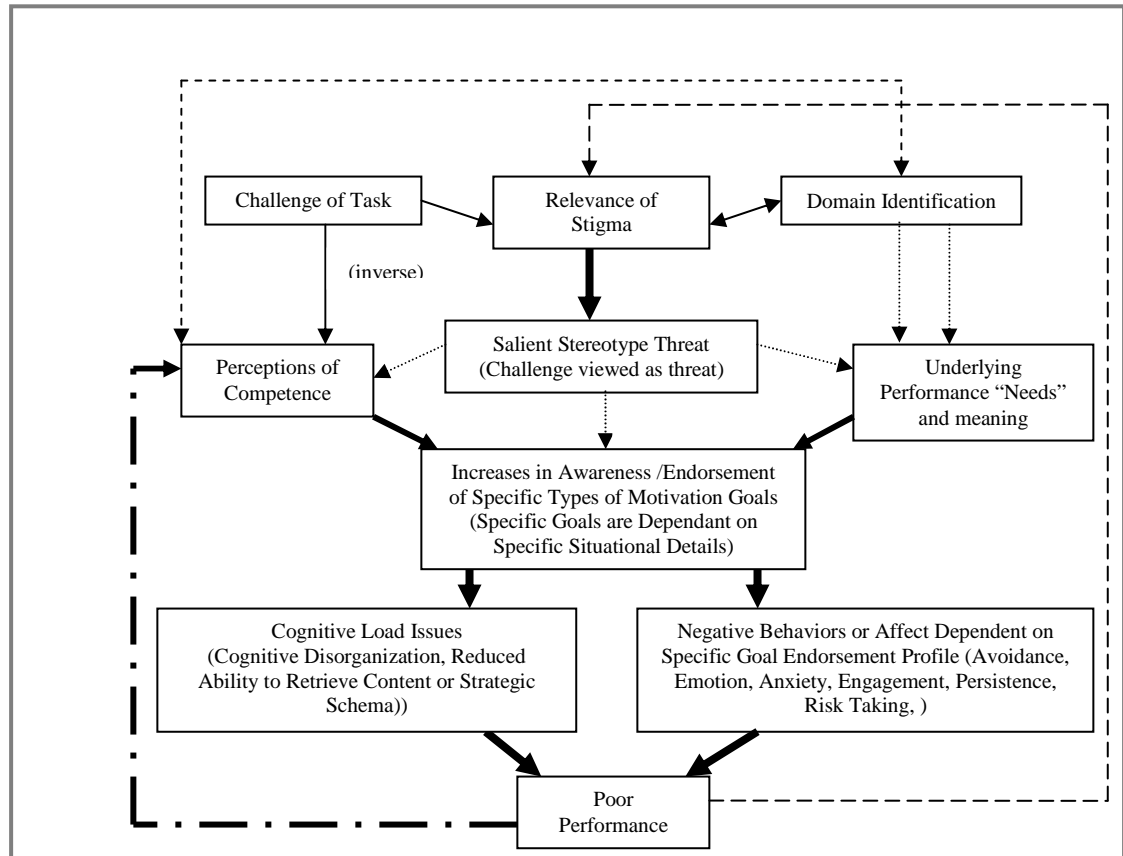 Challenge of Task
Relevance of
Stigma
Domain Identification
(inverse)
Salient Stereotype Threat
(Challenge viewed as threat)
Perceptions of
Competence
Underlying
Performance “Needs”
and meaning
Increases in Awareness /Endorsement
of Specific Types of Motivation Goals
(Specific Goals are Dependant on
Specific Situational Details)
Cognitive Load Issues
(Cognitive Disorganization, Reduced
Ability to Retrieve Content or Strategic
Schema))
Negative Behaviors or Affect Dependent on
Specific Goal Endorsement Profile (Avoidance,
Emotion, Anxiety, Engagement, Persistence,
Risk Taking, )
Poor
Performance